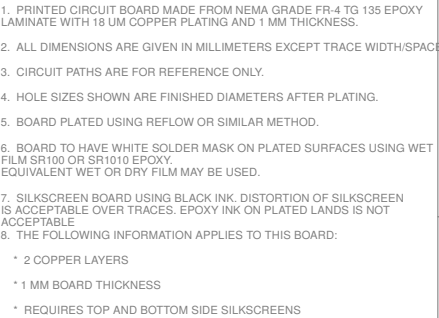 1. PRINTED CIRCUIT BOARD MADE FROM NEMA GRADE FR-4 TG 135 EPOXY
LAMINATE WITH 18 UM COPPER PLATING AND 1 MM THICKNESS.
2. ALL DIMENSIONS ARE GIVEN IN MILLIMETERS EXCEPT TRACE WIDTH/SPACE
3. CIRCUIT PATHS ARE FOR REFERENCE ONLY.
4. HOLE SIZES SHOWN ARE FINISHED DIAMETERS AFTER PLATING.
5. BOARD PLATED USING REFLOW OR SIMILAR METHOD.
6. BOARD TO HAVE WHITE SOLDER MASK ON PLATED SURFACES USING WET
FILM SR100 OR SR1010 EPOXY.
EQUIVALENT WET OR DRY FILM MAY BE USED.
7. SILKSCREEN BOARD USING BLACK INK. DISTORTION OF SILKSCREEN
IS ACCEPTABLE OVER TRACES. EPOXY INK ON PLATED LANDS IS NOT
ACCEPTABLE
8. THE FOLLOWING INFORMATION APPLIES TO THIS BOARD:
* 2 COPPER LAYERS
* 1 MM BOARD THICKNESS
* REQUIRES TOP AND BOTTOM SIDE SILKSCREENS